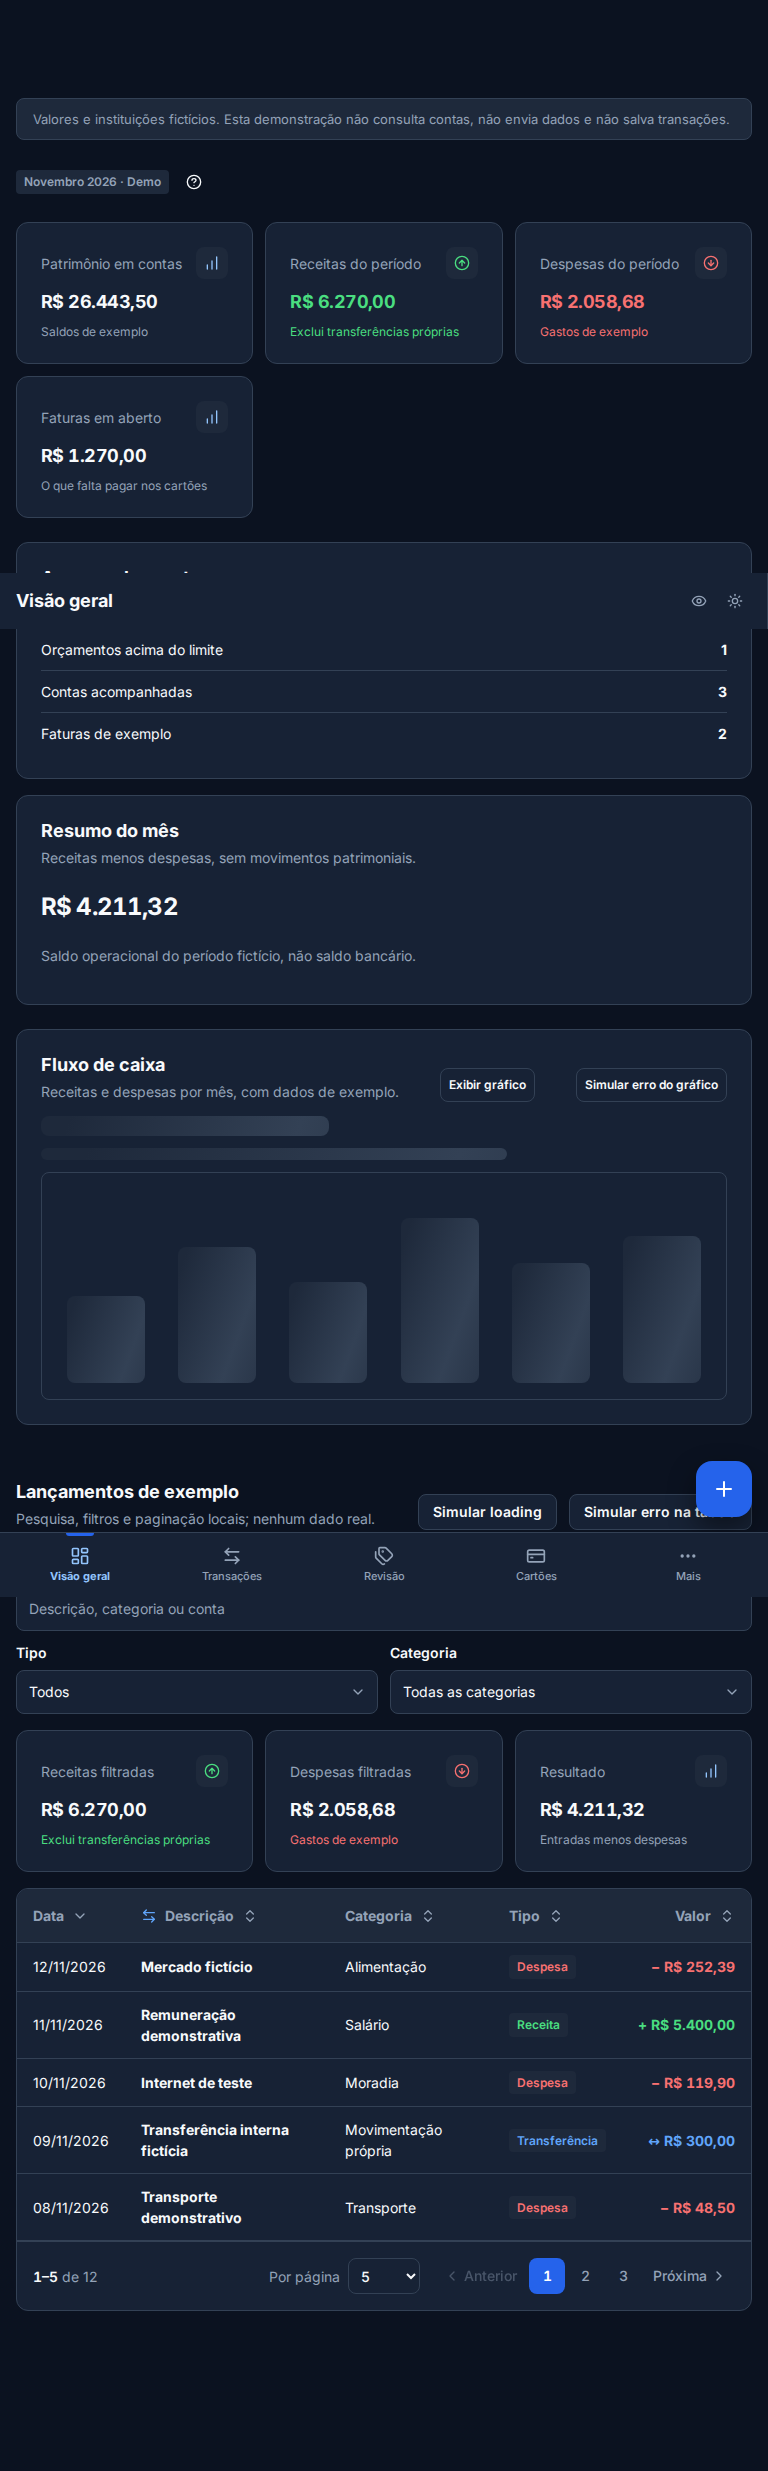 Valores e instituições fictícios. Esta demonstração não consulta contas, não envia dados e não salva transações.
Novembro 2026 · Demo
Patrimônio em contas
R$ 26.443,50
Saldos de exemplo
Receitas do período
R$ 6.270,00
Exclui transferências próprias
Despesas do período
R$ 2.058,68
Gastos de exemplo
Faturas em aberto
R$ 1.270,00
O que falta pagar nos cartões
Visão geral
Orçamentos acima do limite 1
Contas acompanhadas 3
Faturas de exemplo 2
Resumo do mês
Receitas menos despesas, sem movimentos patrimoniais.
R$ 4.211,32
Saldo operacional do período fictício, não saldo bancário.
Fluxo de caixa
Receitas e despesas por mês, com dados de exemplo.
Exibir gráfico
Simular erro do gráfico
Lançamentos de exemplo
Pesquisa, filtros e paginação locais; nenhum dado real.
Simular loading
Simular erro na
Visão geral
Transações
Revisão
Cartões
Mais
Descrição, categoria ou conta
Tipo
Todos
Categoria
Todas as categorias
Receitas filtradas
R$ 6.270,00
Exclui transferências próprias
Despesas filtradas
R$ 2.058,68
Gastos de exemplo
Resultado
R$ 4.211,32
Entradas menos despesas
Data Descrição Categoria Tipo Valor
12/11/2026 Mercado fictício Alimentação Despesa − R$ 252,39
11/11/2026 Remuneração demonstrativa Salário Receita + R$ 5.400,00
10/11/2026 Internet de teste Moradia Despesa − R$ 119,90
09/11/2026 Transferência interna fictícia Movimentação própria Transferência ↔ R$ 300,00
08/11/2026 Transporte demonstrativo Transporte Despesa − R$ 48,50
1–5 de 12 Por página 5 Anterior 1 2 3 Próxima